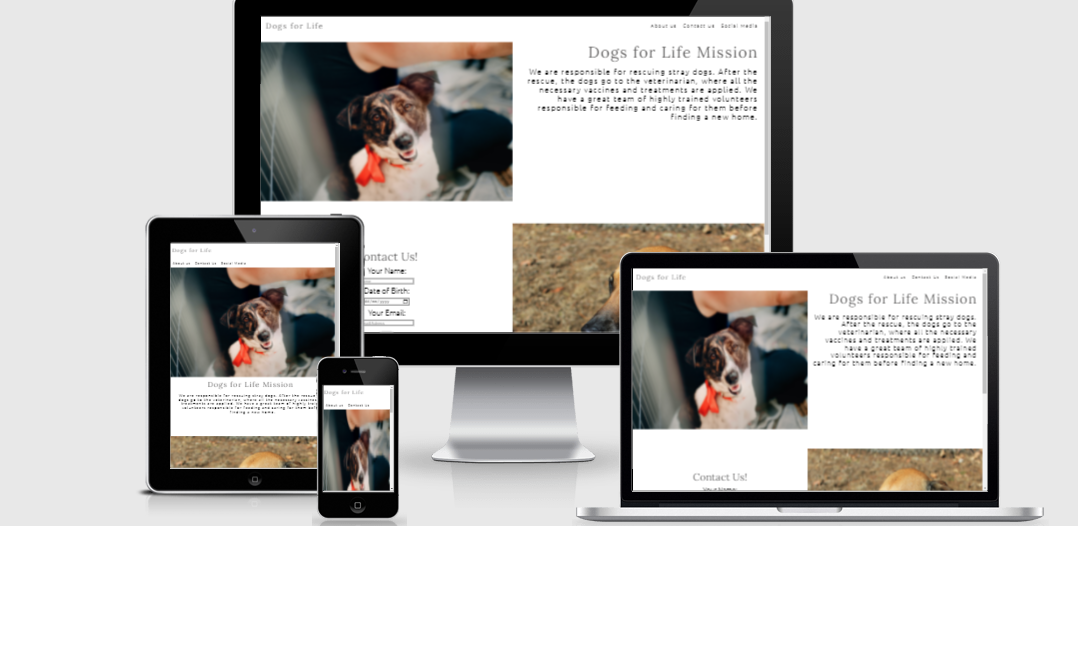 Dogs for Life
About us Contact us Social Media
Dogs for Life Mission
We are responsible for rescuing stray dogs. After the
rescue, the dogs go to the veterinarian, where all the
necessary vaccines and treatments are applied. We
have a great team of highly trained volunteers
responsible for feeding and caring for them before
finding a new home.
ontact Us!
Your Name:
Date of Birth:
Your Email:
Dogs for Life
About us Contact us Social Media
Dogs for Life Mission
We are responsible for rescuing stray dogs. After the rescue
dogs go to the veterinarian, where all the necessary vaccines
treatments are applied. We have a great team of highly
volunteers responsible for feeding and caring for them
finding a new home.
Dogs for Life
About us Contact us
Dogs for Life
About us Contact us Social Media
Dogs for Life Mission
We are responsible for rescuing stray dogs.
After the rescue, the dogs go to the
veterinarian, where all the necessary
vaccines and treatments are applied. We
have a great team of highly trained
volunteers responsible for feeding and
caring for them before finding a new home.
Contact Us!